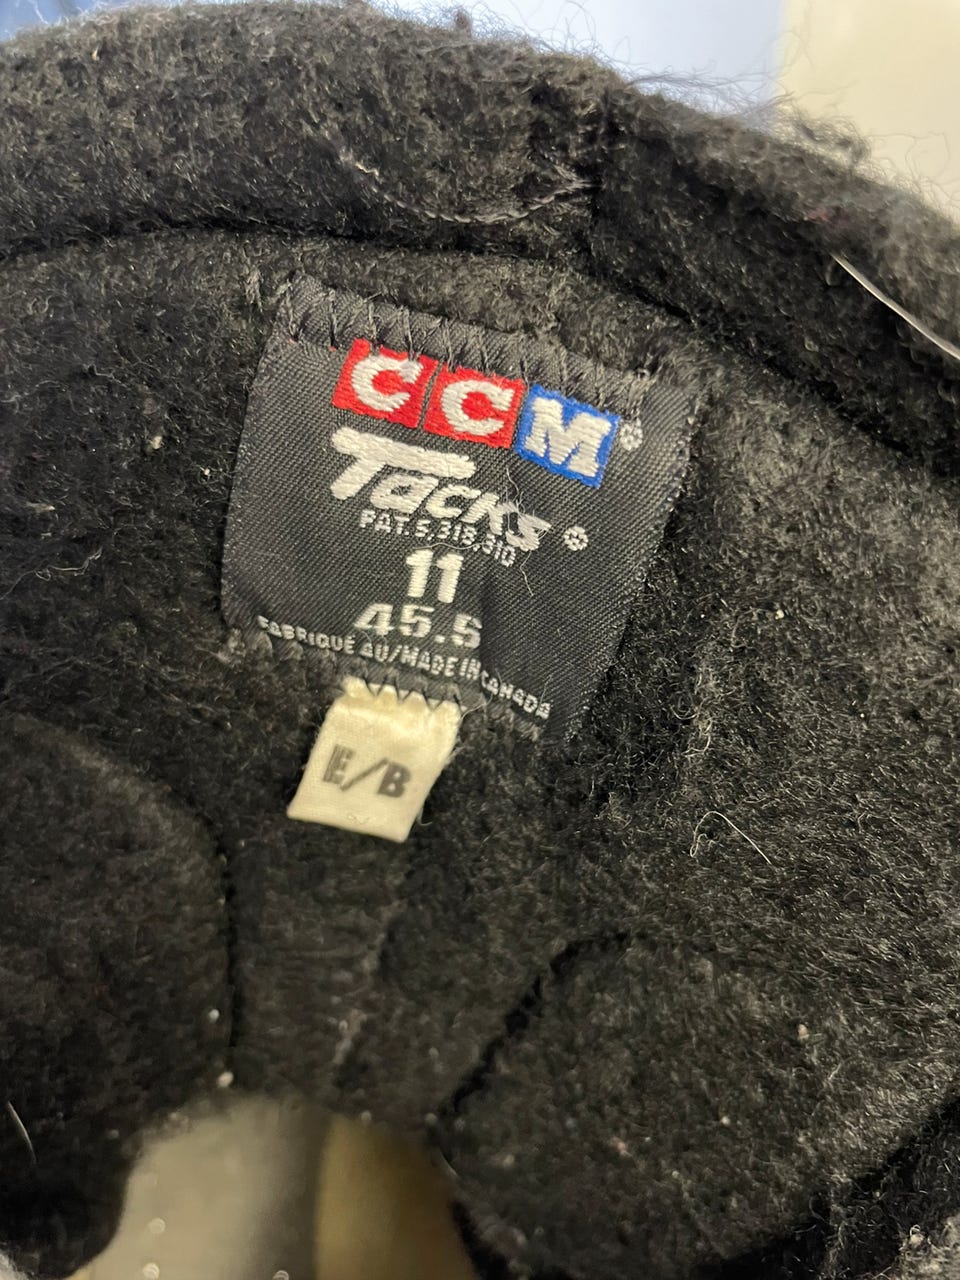 CCM®
Tacks®
PAT. 5,318,310
11
45.5
FABRIQUÉ AU/MADE IN CANADA
E/B